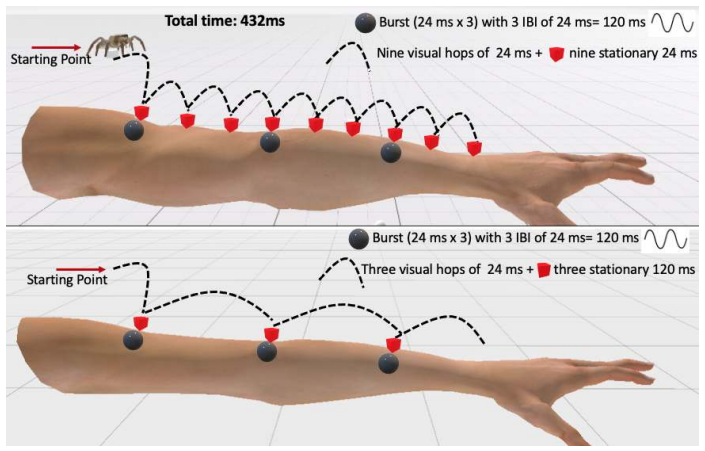 Total time: 432ms
Burst (24 ms x 3) with 3 IBI of 24 ms= 120 ms
Starting Point
Nine visual hops of 24 ms + nine stationary 24 ms
Burst (24 ms x 3) with 3 IBI of 24 ms= 120 ms
Starting Point
Three visual hops of 24 ms + three stationary 120 ms